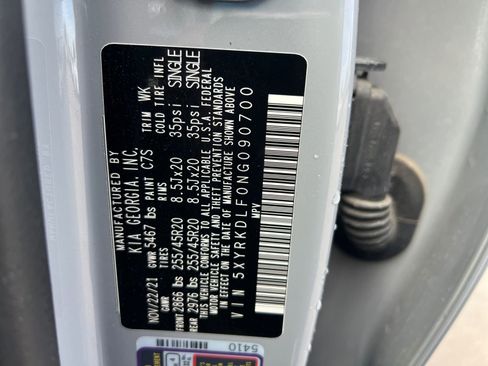 MANUFACTURED BY
KIA GEORGIA, INC.
NOV/22/21 GVWR 5467 lbs PAINT C7S TRIM WK
GAWR TIRES RIMS COLD TIRE INFL
FRONT 2866 lbs 255/45R20 8.5Jx20 35psi SINGLE
REAR 2976 lbs 255/45R20 8.5Jx20 35psi SINGLE
THIS VEHICLE CONFORMS TO ALL APPLICABLE U.S.A. FEDERAL
MOTOR VEHICLE SAFETY AND THEFT PREVENTION STANDARDS
IN EFFECT ON THE DATE OF MANUFACTURE SHOWN ABOVE
VIN 5XYRKDLF0NG090700
MPV
5410